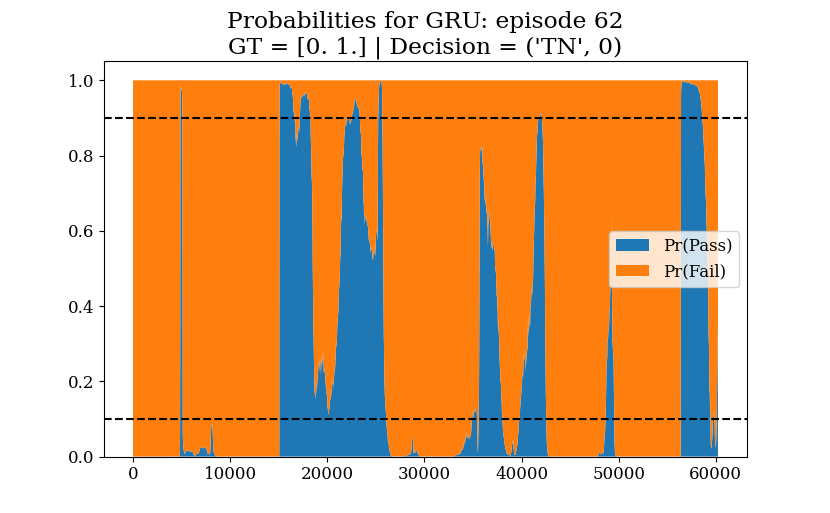 Probabilities for GRU: episode 62
GT = [0. 1.] | Decision = ('TN', 0)
1.0
0.8
0.6
0.4
0.2
0.0
Pr(Pass)
Pr(Fail)
0 10000 20000 30000 40000 50000 60000